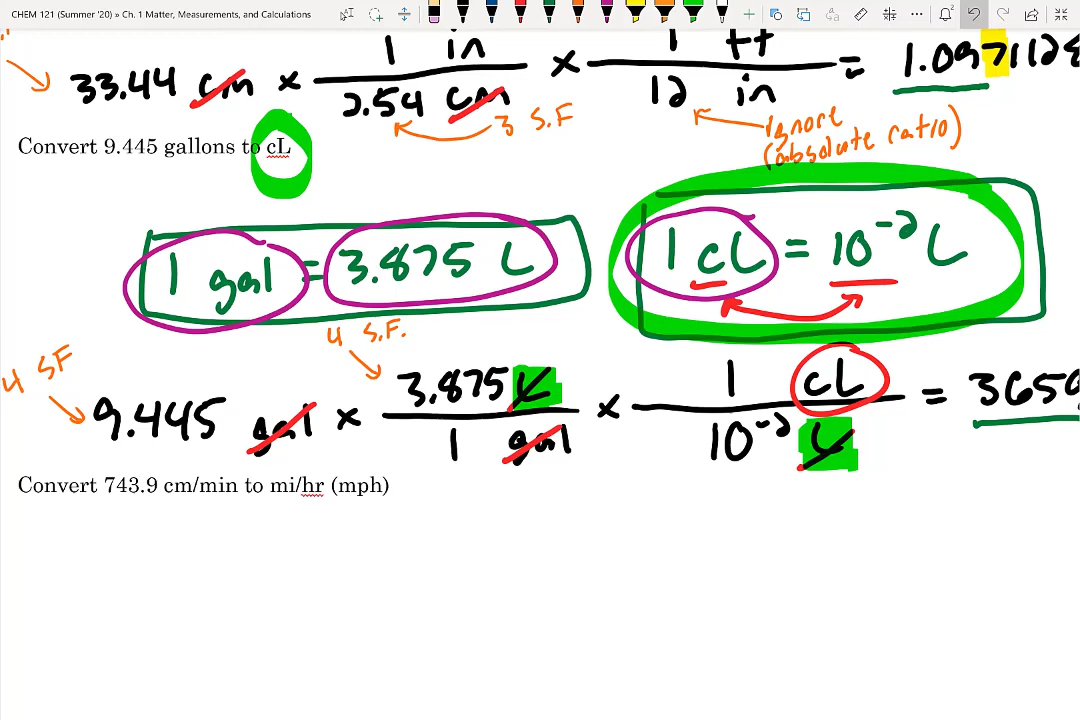 CHEM 121 (Summer '20) » Ch. 1 Matter, Measurements, and Calculations
33.44 cm × 1 in / 2.54 cm × 1 ft / 12 in = 1.0971128
3 S.F
ignore
(absolute ratio)
Convert 9.445 gallons to cL
1 gal = 3.875 L
1 cL = 10⁻² L
4 S.F.
4 SF
9.445 gal × 3.875 L / 1 gal × 1 cL / 10⁻² L = 3659
Convert 743.9 cm/min to mi/hr (mph)